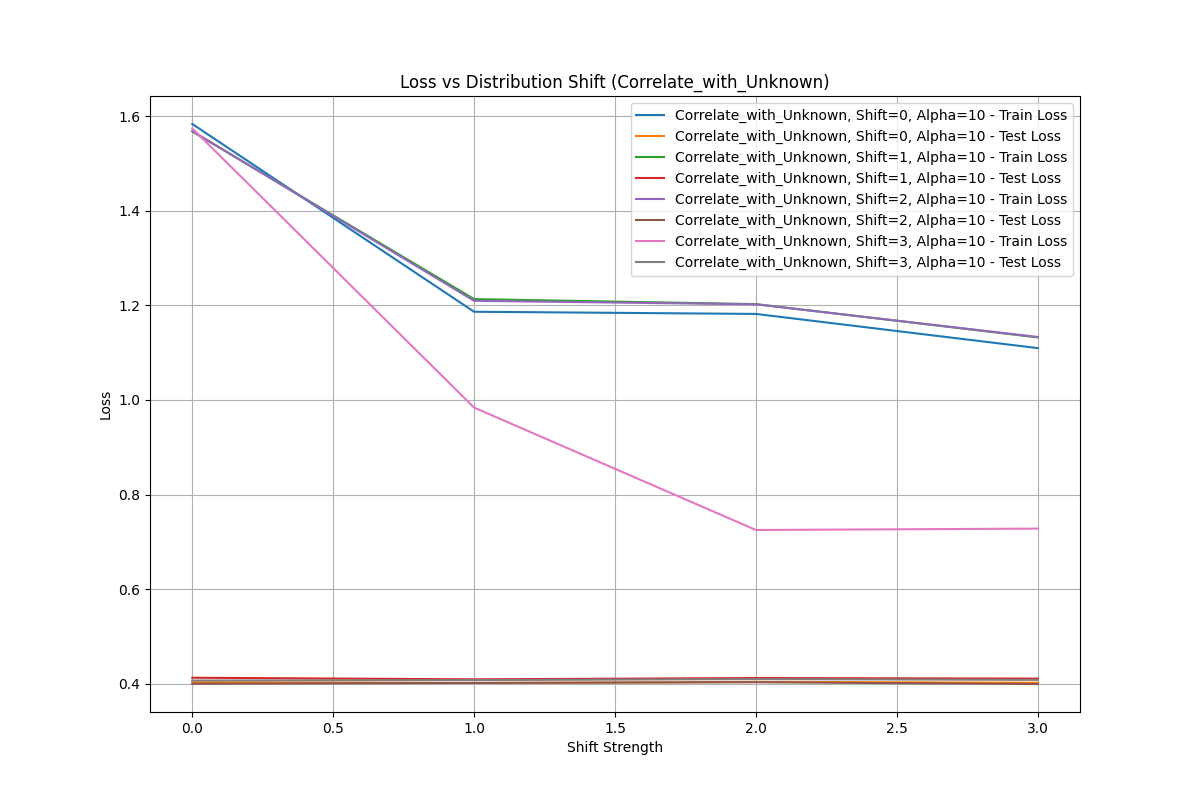 Loss vs Distribution Shift (Correlate_with_Unknown)
Correlate_with_Unknown, Shift=0, Alpha=10 - Train Loss
Correlate_with_Unknown, Shift=0, Alpha=10 - Test Loss
Correlate_with_Unknown, Shift=1, Alpha=10 - Train Loss
Correlate_with_Unknown, Shift=1, Alpha=10 - Test Loss
Correlate_with_Unknown, Shift=2, Alpha=10 - Train Loss
Correlate_with_Unknown, Shift=2, Alpha=10 - Test Loss
Correlate_with_Unknown, Shift=3, Alpha=10 - Train Loss
Correlate_with_Unknown, Shift=3, Alpha=10 - Test Loss
1.6
1.4
1.2
1.0
0.8
0.6
0.4
Loss
0.0 0.5 1.0 1.5 2.0 2.5 3.0
Shift Strength